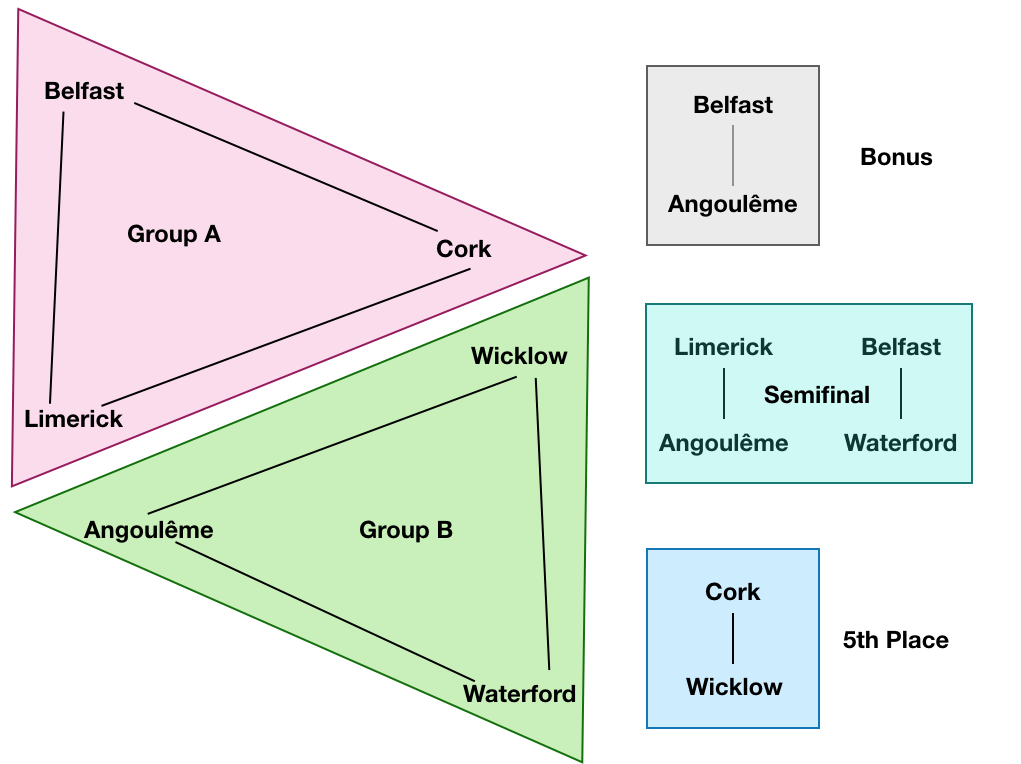 Belfast
Group A
Cork
Limerick
Wicklow
Angoulême
Group B
Waterford
Belfast
Angoulême
Bonus
Limerick Belfast
Semifinal
Angoulême Waterford
Cork
Wicklow
5th Place